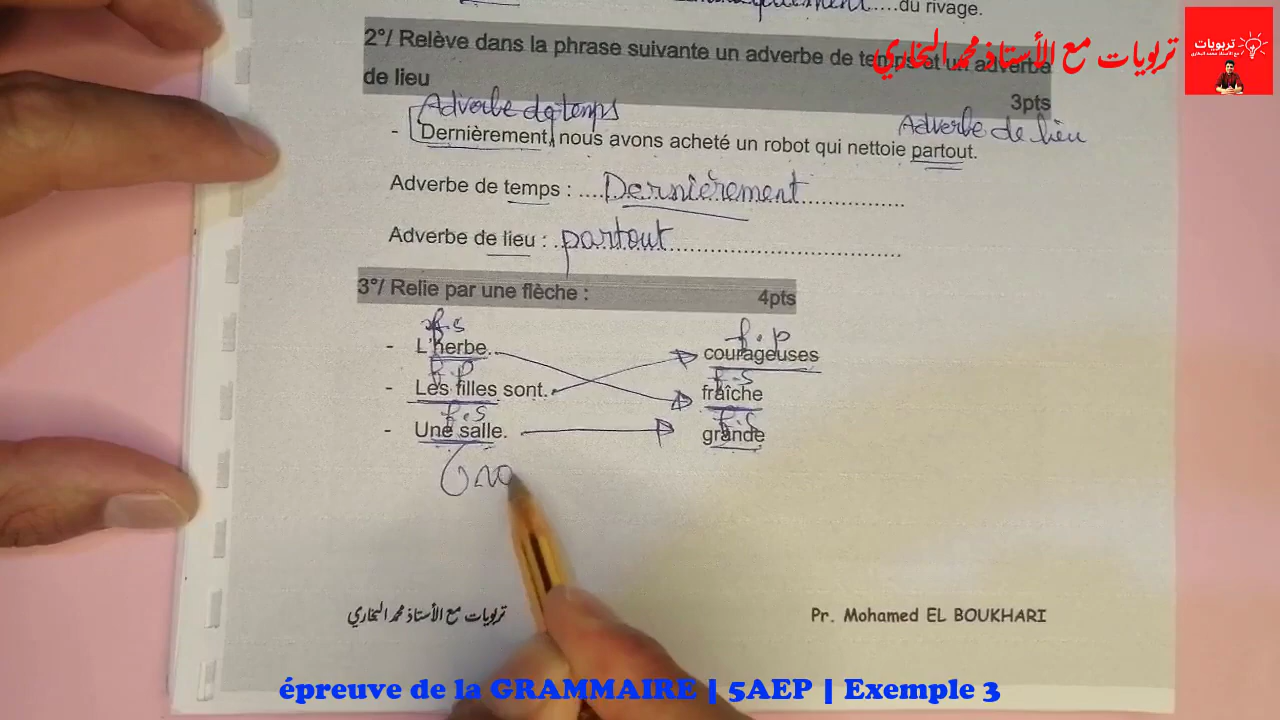 du rivage.
2°/ Relève dans la phrase suivante un adverbe de temps et un adverbe
تربويات مع الأستاذ محمد البخاري
تربويات
de lieu
3pts
Adverbe de temps
Adverbe de lieu
- Dernièrement, nous avons acheté un robot qui nettoie partout.
Adverbe de temps : ....Dernièrement................
Adverbe de lieu : ..partout................................
3°/ Relie par une flèche :
4pts
f.s
f.p
- L'herbe.
courageuses
f.p
f.s
- Les filles sont.
fraîche
f.s
f.s
- Une salle.
grande
تربويات مع الأستاذ محمد البخاري
Pr. Mohamed EL BOUKHARI
épreuve de la GRAMMAIRE | 5AEP | Exemple 3